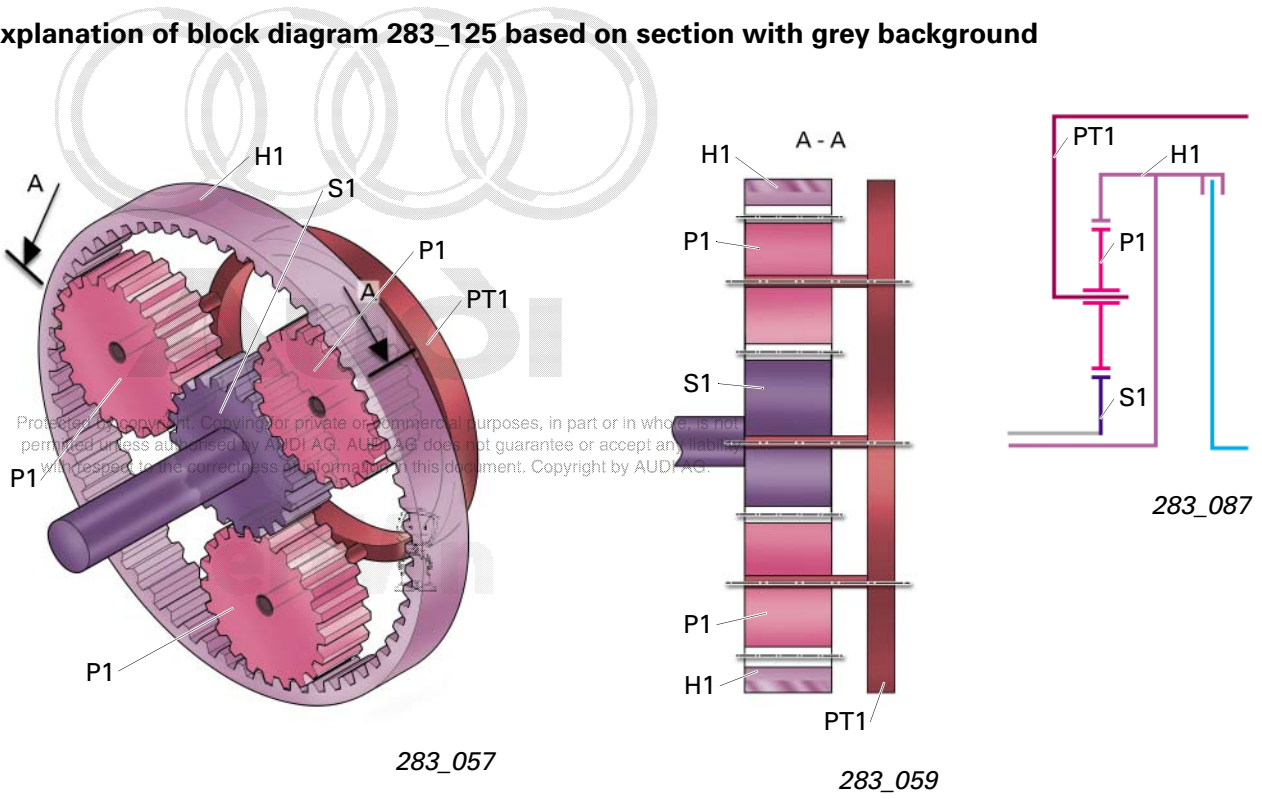 xplanation of block diagram 283_125 based on section with grey background
A
H1
S1
P1
A
PT1
P1
P1
283_057
A - A
H1
P1
S1
P1
H1
PT1
283_059
PT1
H1
P1
S1
283_087
Protected by copyright. Copying for private or commercial purposes, in part or in whole, is not
permitted unless authorised by AUDI AG. AUDI AG does not guarantee or accept any liability
with respect to the correctness of information in this document. Copyright by AUDI AG.